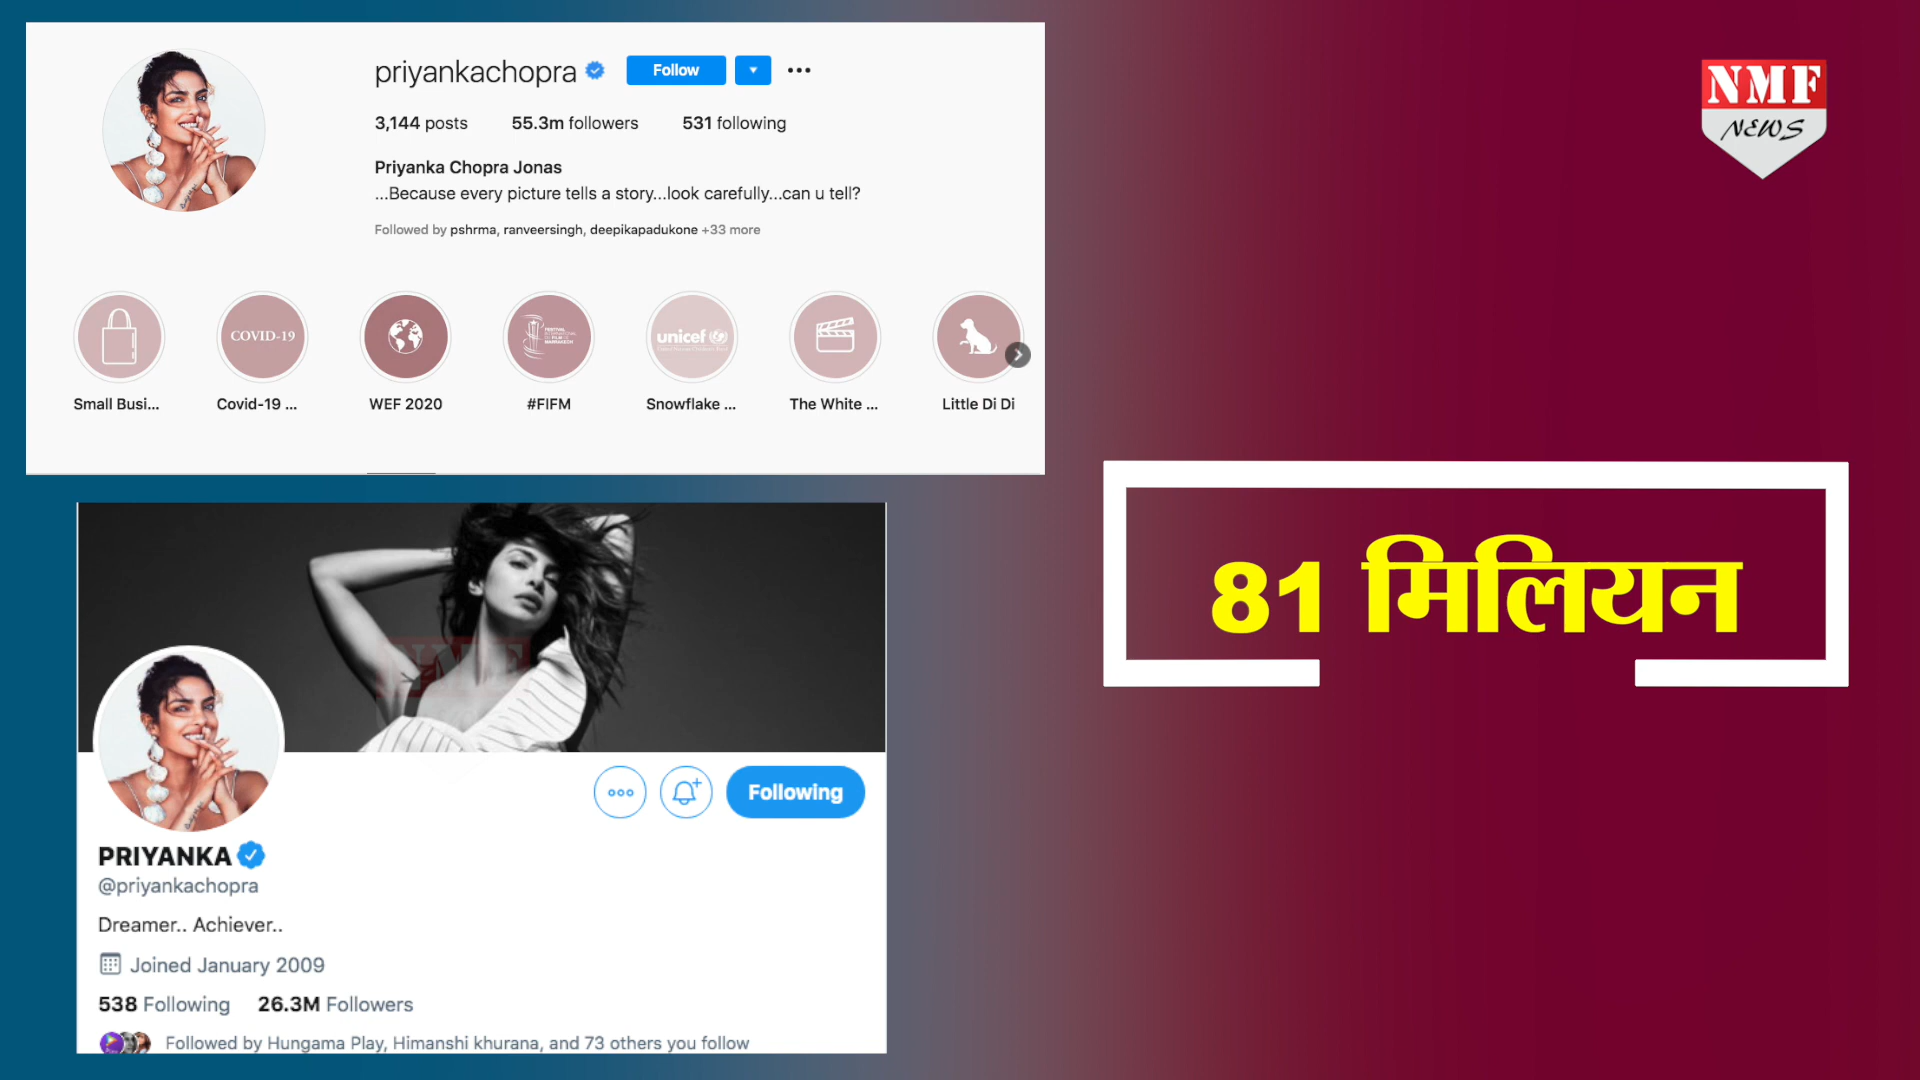 priyankachopra Follow
3,144 posts 55.3m followers 531 following
Priyanka Chopra Jonas
...Because every picture tells a story...look carefully...can u tell?
Followed by pshrma, ranveersingh, deepikapadukone +33 more
COVID-19
FESTIVAL
unicef
Small Busi...
Covid-19 ...
WEF 2020
#FIFM
Snowflake ...
The White ...
Little Di Di
NMF
NEWS
81 मिलियन
NMF
Following
PRIYANKA
@priyankachopra
Dreamer.. Achiever..
Joined January 2009
538 Following 26.3M Followers
Followed by Hungama Play, Himanshi khurana, and 73 others you follow